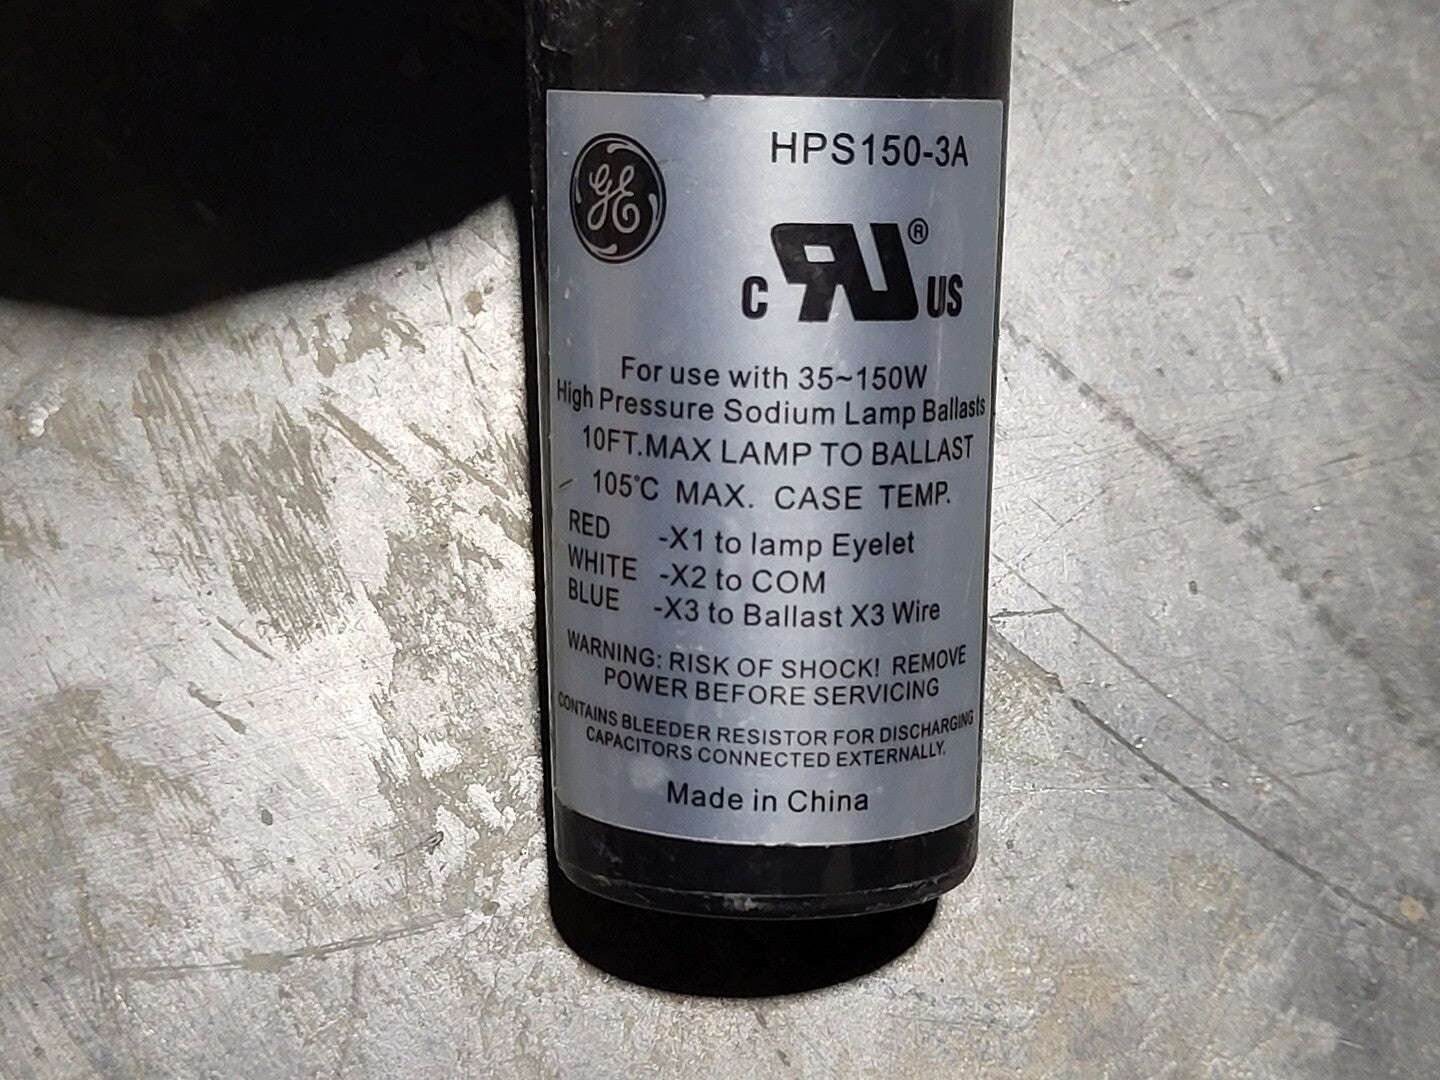 GE
HPS150-3A
c RU® US
For use with 35~150W
High Pressure Sodium Lamp Ballasts
10FT.MAX LAMP TO BALLAST
105°C MAX. CASE TEMP.
RED -X1 to lamp Eyelet
WHITE -X2 to COM
BLUE -X3 to Ballast X3 Wire
WARNING: RISK OF SHOCK! REMOVE
POWER BEFORE SERVICING
CONTAINS BLEEDER RESISTOR FOR DISCHARGING
CAPACITORS CONNECTED EXTERNALLY.
Made in China